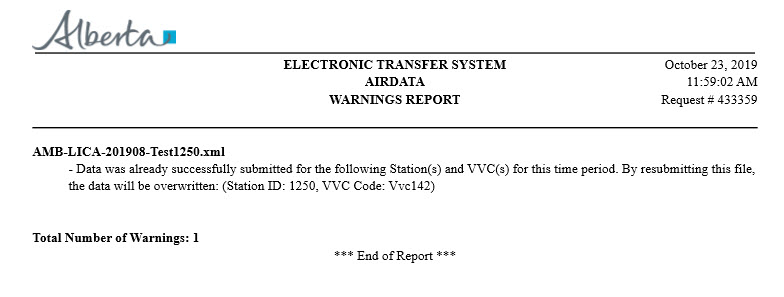 Alberta
ELECTRONIC TRANSFER SYSTEM
AIRDATA
WARNINGS REPORT
October 23, 2019
11:59:02 AM
Request # 433359
AMB-LICA-201908-Test1250.xml
- Data was already successfully submitted for the following Station(s) and VVC(s) for this time period. By resubmitting this file,
the data will be overwritten: (Station ID: 1250, VVC Code: Vvc142)
Total Number of Warnings: 1
*** End of Report ***